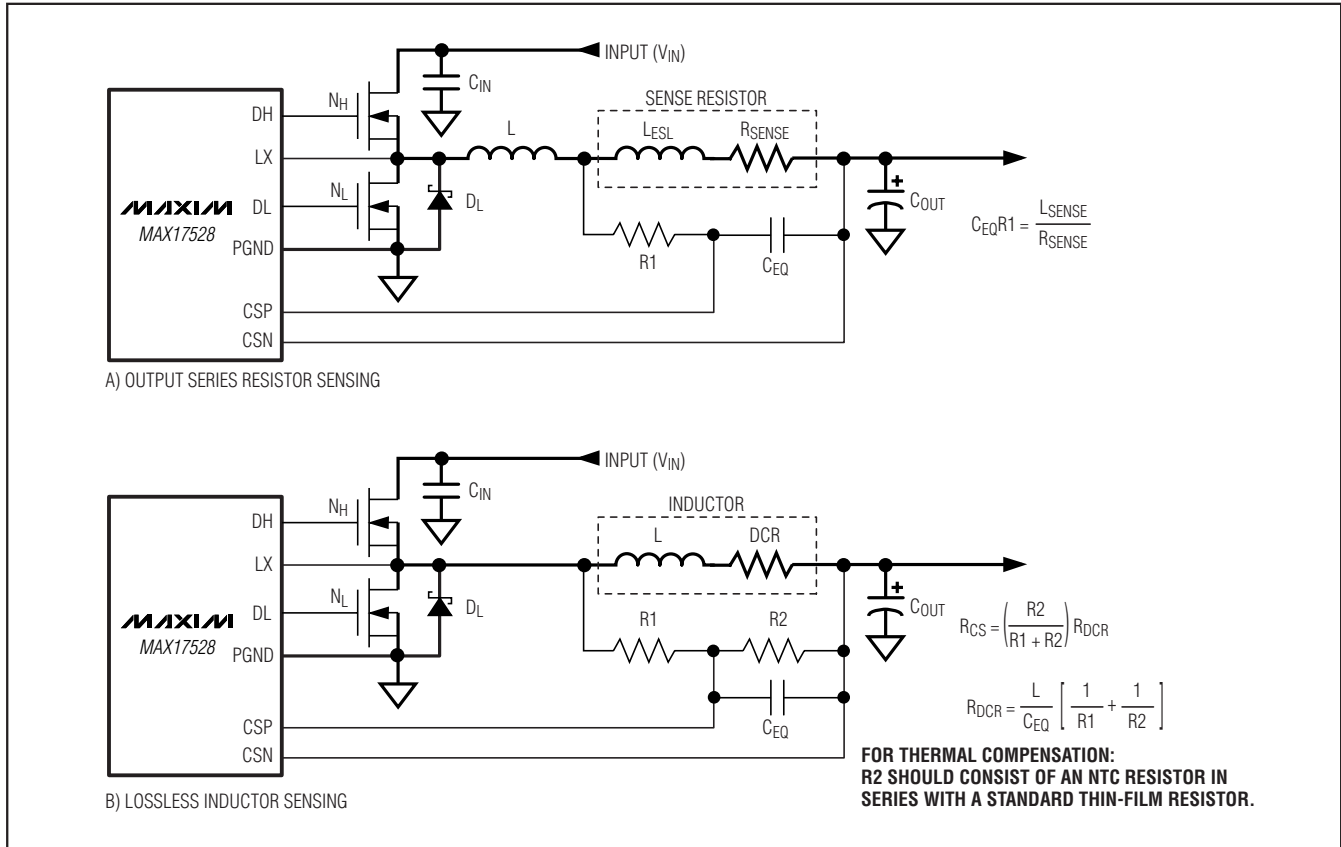 INPUT (VIN)
CIN
NH
DH
SENSE RESISTOR
L
LESL
RSENSE
LX
NL
DL
DL
MAXIM
MAX17528
PGND
COUT
+
CEQR1 = LSENSE / RSENSE
R1
CEQ
CSP
CSN
A) OUTPUT SERIES RESISTOR SENSING
INPUT (VIN)
CIN
NH
DH
INDUCTOR
L
DCR
LX
NL
DL
DL
MAXIM
MAX17528
PGND
R1
R2
COUT
+
RCS = (R2 / R1 + R2) RDCR
RDCR = L / CEQ [ 1 / R1 + 1 / R2 ]
CEQ
CSP
CSN
FOR THERMAL COMPENSATION:
R2 SHOULD CONSIST OF AN NTC RESISTOR IN
SERIES WITH A STANDARD THIN-FILM RESISTOR.
B) LOSSLESS INDUCTOR SENSING